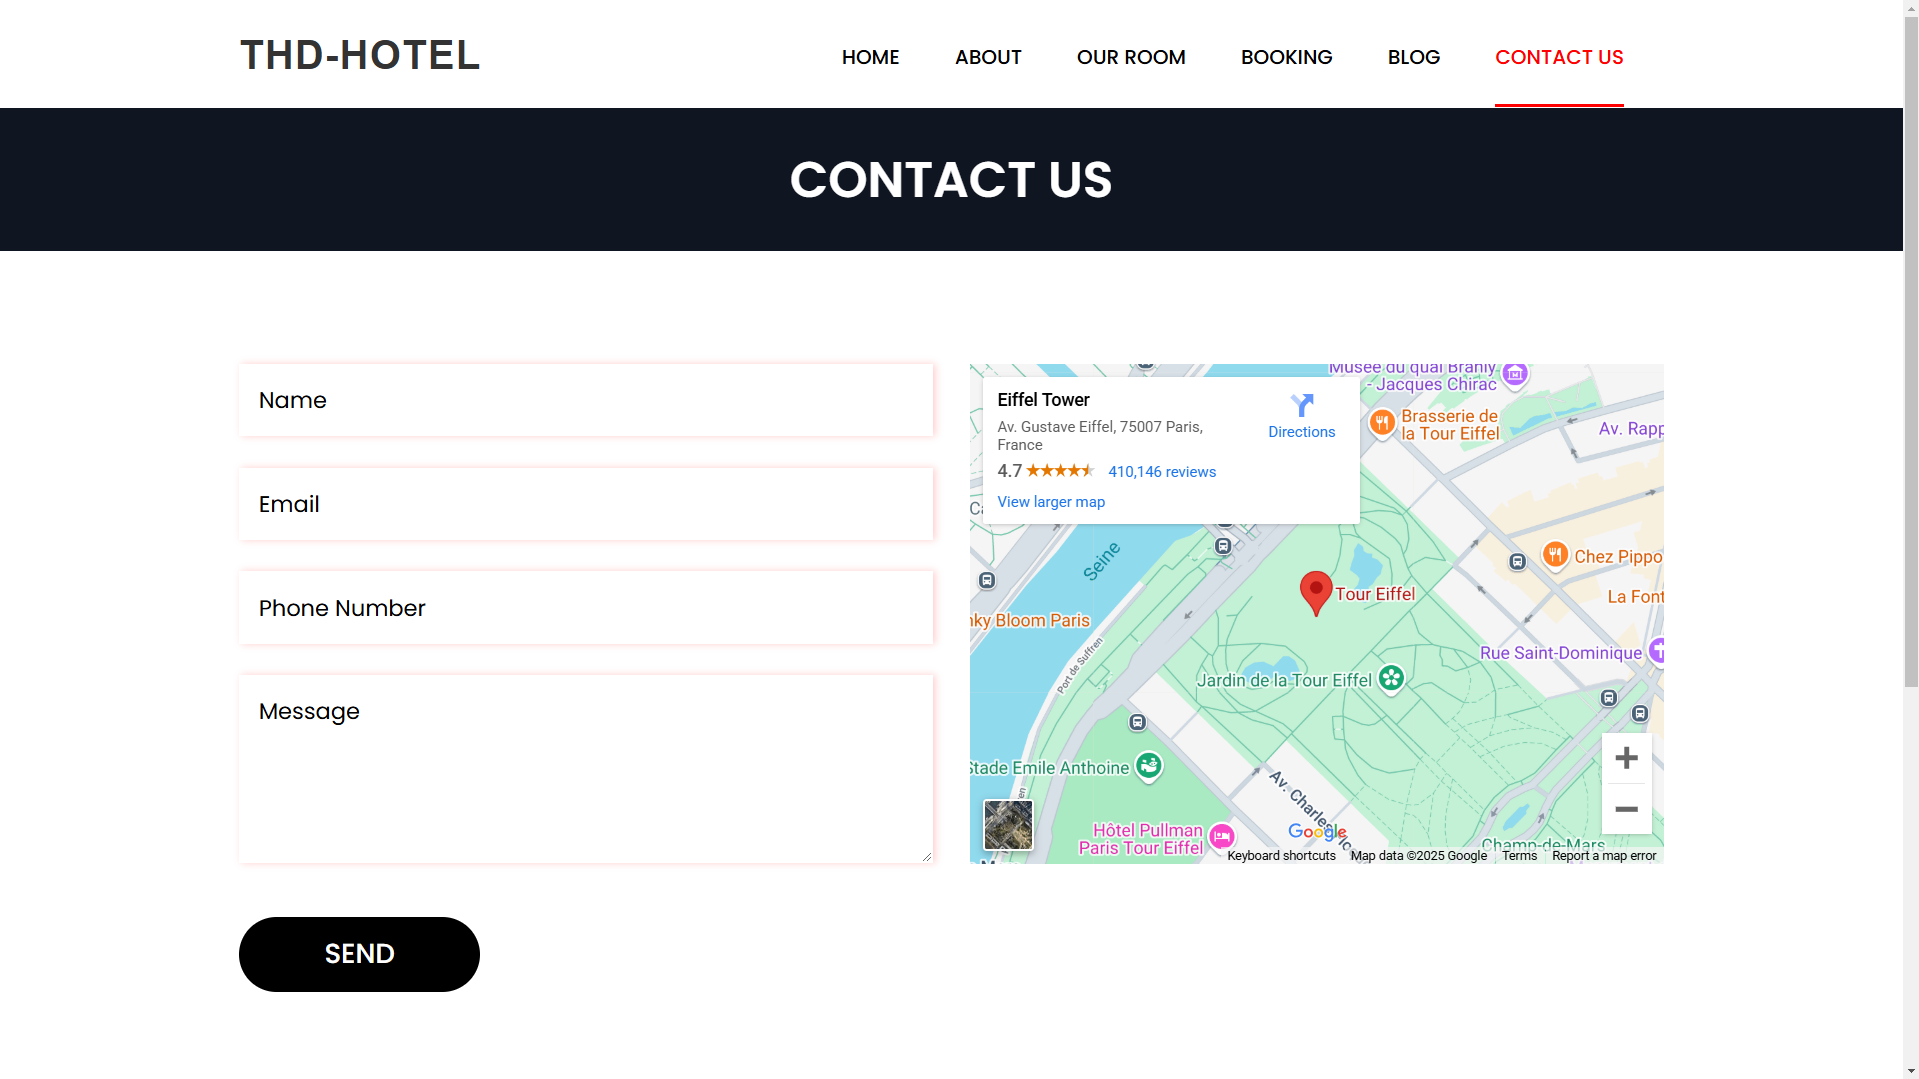 THD-HOTEL
HOME
ABOUT
OUR ROOM
BOOKING
BLOG
CONTACT US
CONTACT US
Name
Email
Phone Number
Message
SEND
Eiffel Tower
Av. Gustave Eiffel, 75007 Paris,
France
4.7
410,146 reviews
View larger map
Directions
Musée du quai Branly
- Jacques Chirac
Brasserie de
la Tour Eiffel
Av. Rapp
Seine
Chez Pippo
Tour Eiffel
La Font
nky Bloom Paris
Rue Saint-Dominique
Port de Suffren
Jardin de la Tour Eiffel
Stade Emile Anthoine
Av. Charles
Hôtel Pullman
Paris Tour Eiffel
Google
Champ-de-Mars
Keyboard shortcuts
Map data ©2025 Google
Terms
Report a map error